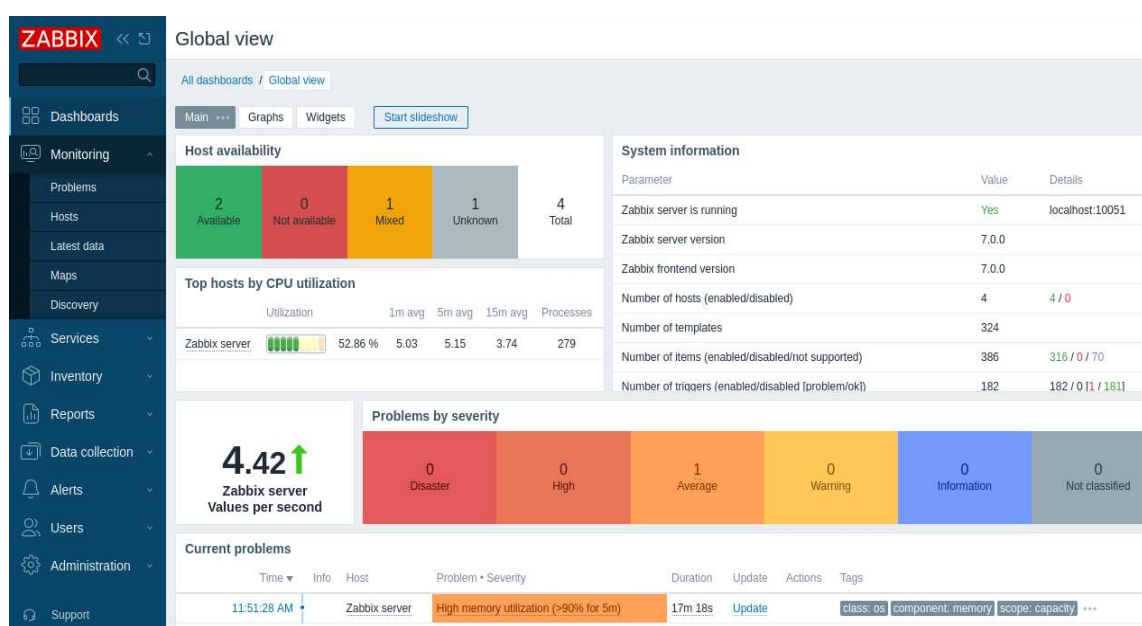 ZABBIX
Global view
All dashboards / Global view
Dashboards
Main ••• Graphs Widgets Start slideshow
Monitoring
Problems
Hosts
Latest data
Maps
Discovery
Services
Inventory
Reports
Data collection
Alerts
Users
Administration
Support
Host availability
2 Available
0 Not available
1 Mixed
1 Unknown
4 Total
Top hosts by CPU utilization
Utilization 1m avg 5m avg 15m avg Processes
Zabbix server 52.86 % 5.03 5.15 3.74 279
System information
Parameter Value Details
Zabbix server is running Yes localhost:10051
Zabbix server version 7.0.0
Zabbix frontend version 7.0.0
Number of hosts (enabled/disabled) 4 4 / 0
Number of templates 324
Number of items (enabled/disabled/not supported) 386 316 / 0 / 70
Number of triggers (enabled/disabled [problem/ok]) 182 182 / 0 [1 / 181]
4.42
Zabbix server
Values per second
Problems by severity
0 Disaster
0 High
1 Average
0 Warning
0 Information
0 Not classified
Current problems
Time ▼ Info Host Problem • Severity Duration Update Actions Tags
11:51:28 AM Zabbix server High memory utilization (>90% for 5m) 17m 18s Update class: os component: memory scope: capacity •••